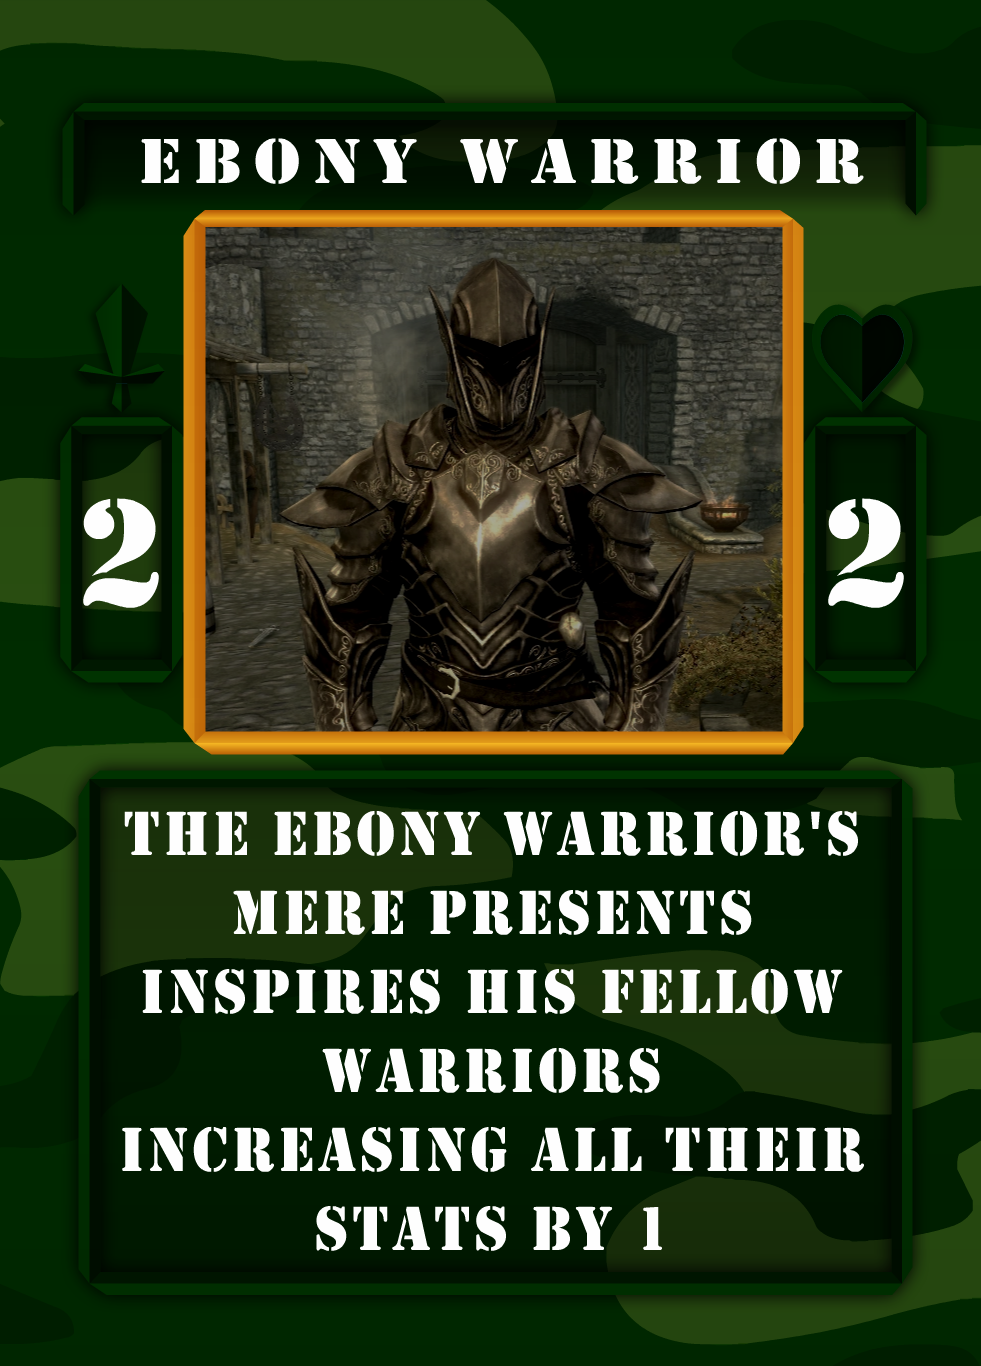 EBONY WARRIOR
2
2
THE EBONY WARRIOR'S
MERE PRESENTS
INSPIRES HIS FELLOW
WARRIORS
INCREASING ALL THEIR
STATS BY 1